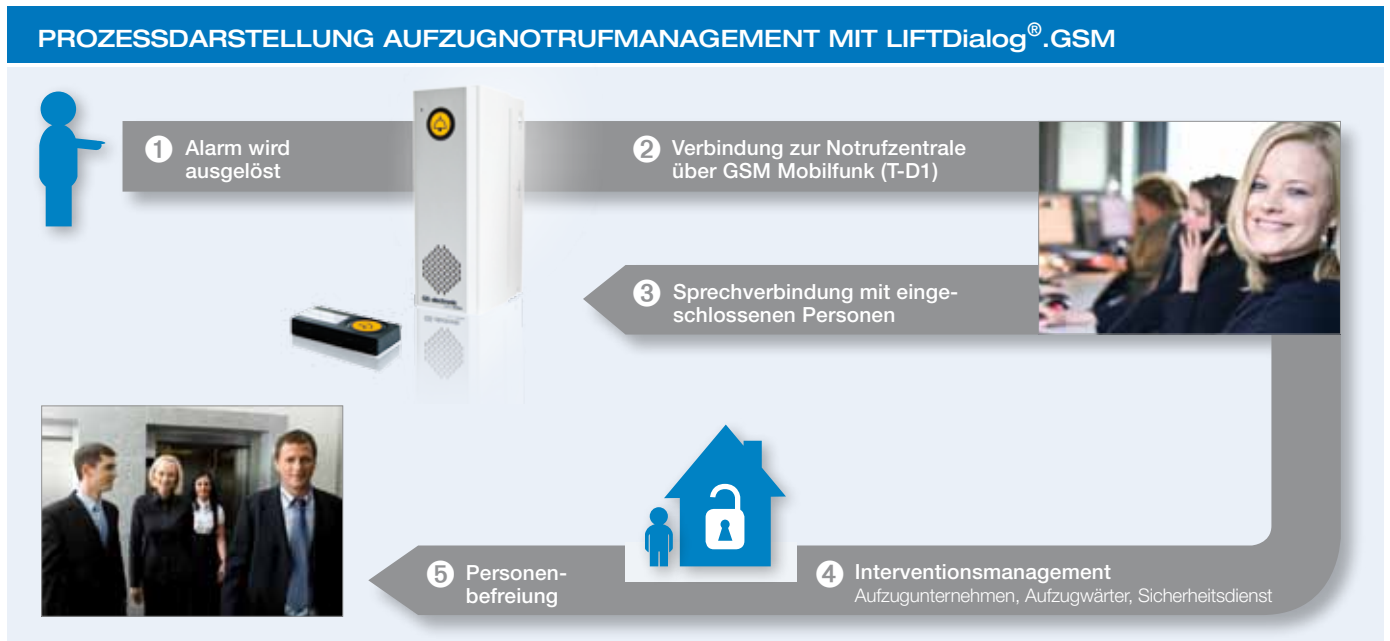 PROZESSDARSTELLUNG AUFZUGNOTRUFMANAGEMENT MIT LIFTDialog®.GSM
1 Alarm wird
ausgelöst
2 Verbindung zur Notrufzentrale
über GSM Mobilfunk (T-D1)
3 Sprechverbindung mit einge-
schlossenen Personen
4 Interventionsmanagement
Aufzugunternehmen, Aufzugwärter, Sicherheitsdienst
5 Personen-
befreiung